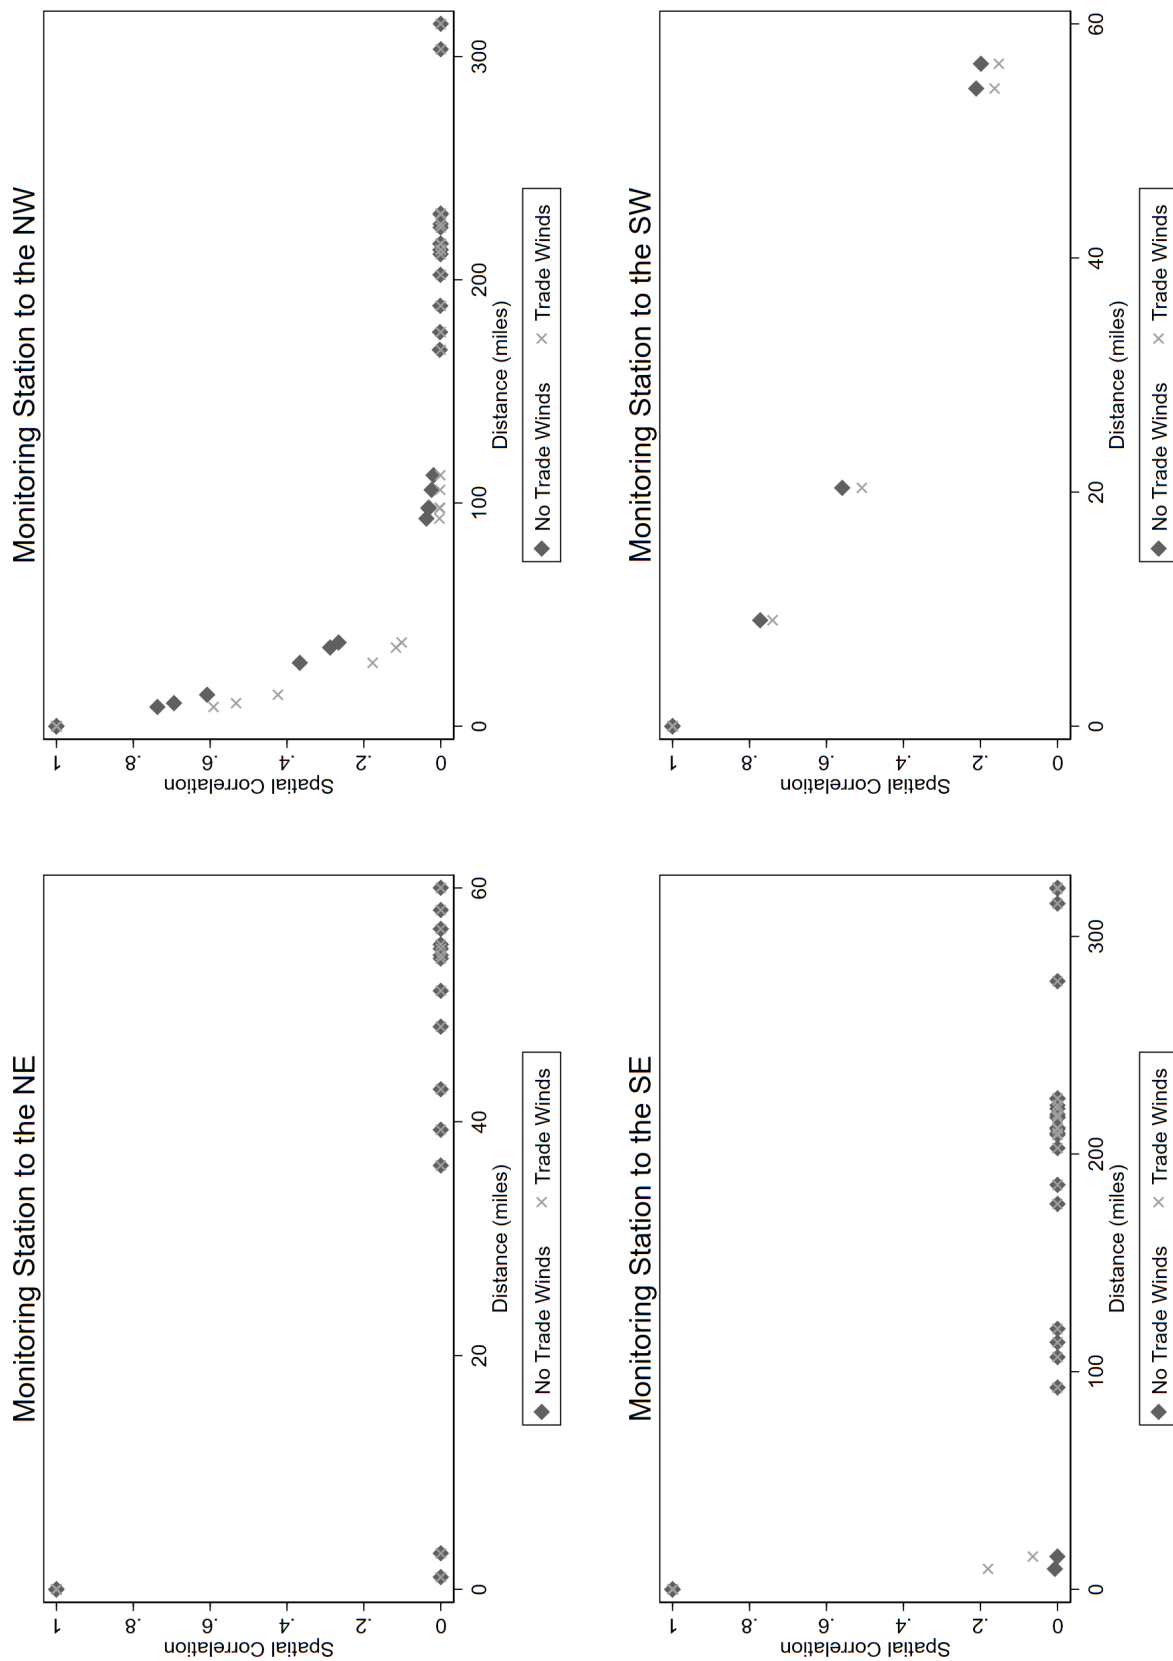 Monitoring Station to the NE
Spatial Correlation
1
.8
.6
.4
.2
0
0
20
40
60
Distance (miles)
No Trade Winds
Trade Winds
Monitoring Station to the NW
Spatial Correlation
1
.8
.6
.4
.2
0
0
100
200
300
Distance (miles)
No Trade Winds
Trade Winds
Monitoring Station to the SE
Spatial Correlation
1
.8
.6
.4
.2
0
0
100
200
300
Distance (miles)
No Trade Winds
Trade Winds
Monitoring Station to the SW
Spatial Correlation
1
.8
.6
.4
.2
0
0
20
40
60
Distance (miles)
No Trade Winds
Trade Winds